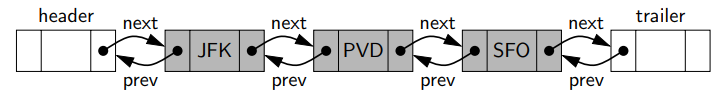 header trailer
next next next next
JFK PVD SFO
prev prev prev prev